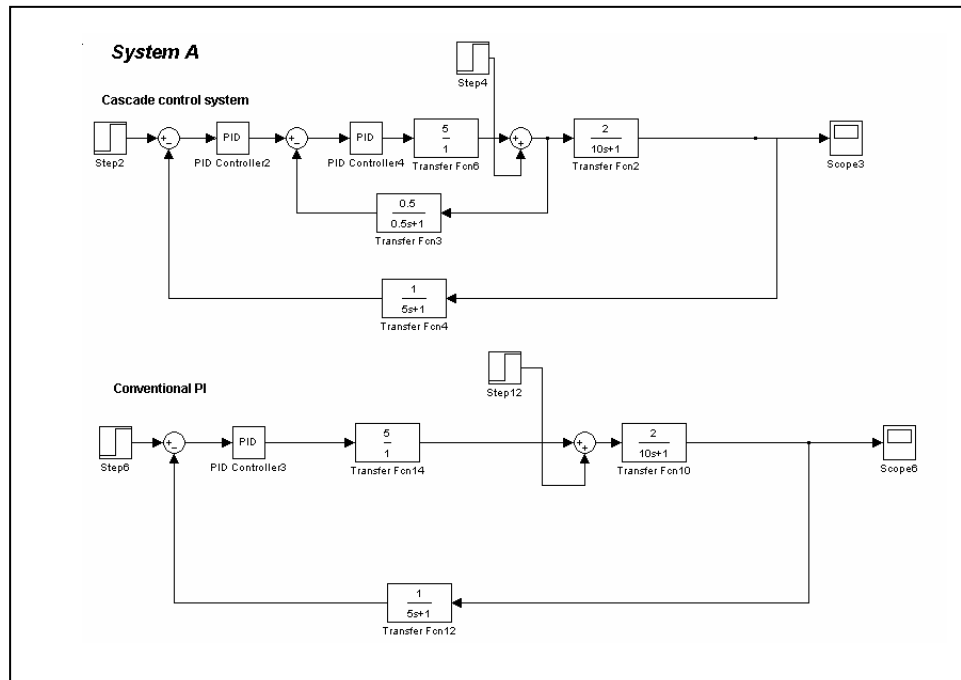 System A
Step4
Cascade control system
+
−
PID
+
−
PID
5
1
+
+
2
10s+1
Step2
PID Controller2
PID Controller4
Transfer Fcn6
Transfer Fcn2
Scope3
0.5
0.5s+1
Transfer Fcn3
1
5s+1
Transfer Fcn4
Conventional PI
Step12
+
−
PID
5
1
+
+
2
10s+1
Step6
PID Controller3
Transfer Fcn14
Transfer Fcn10
Scope6
1
5s+1
Transfer Fcn12